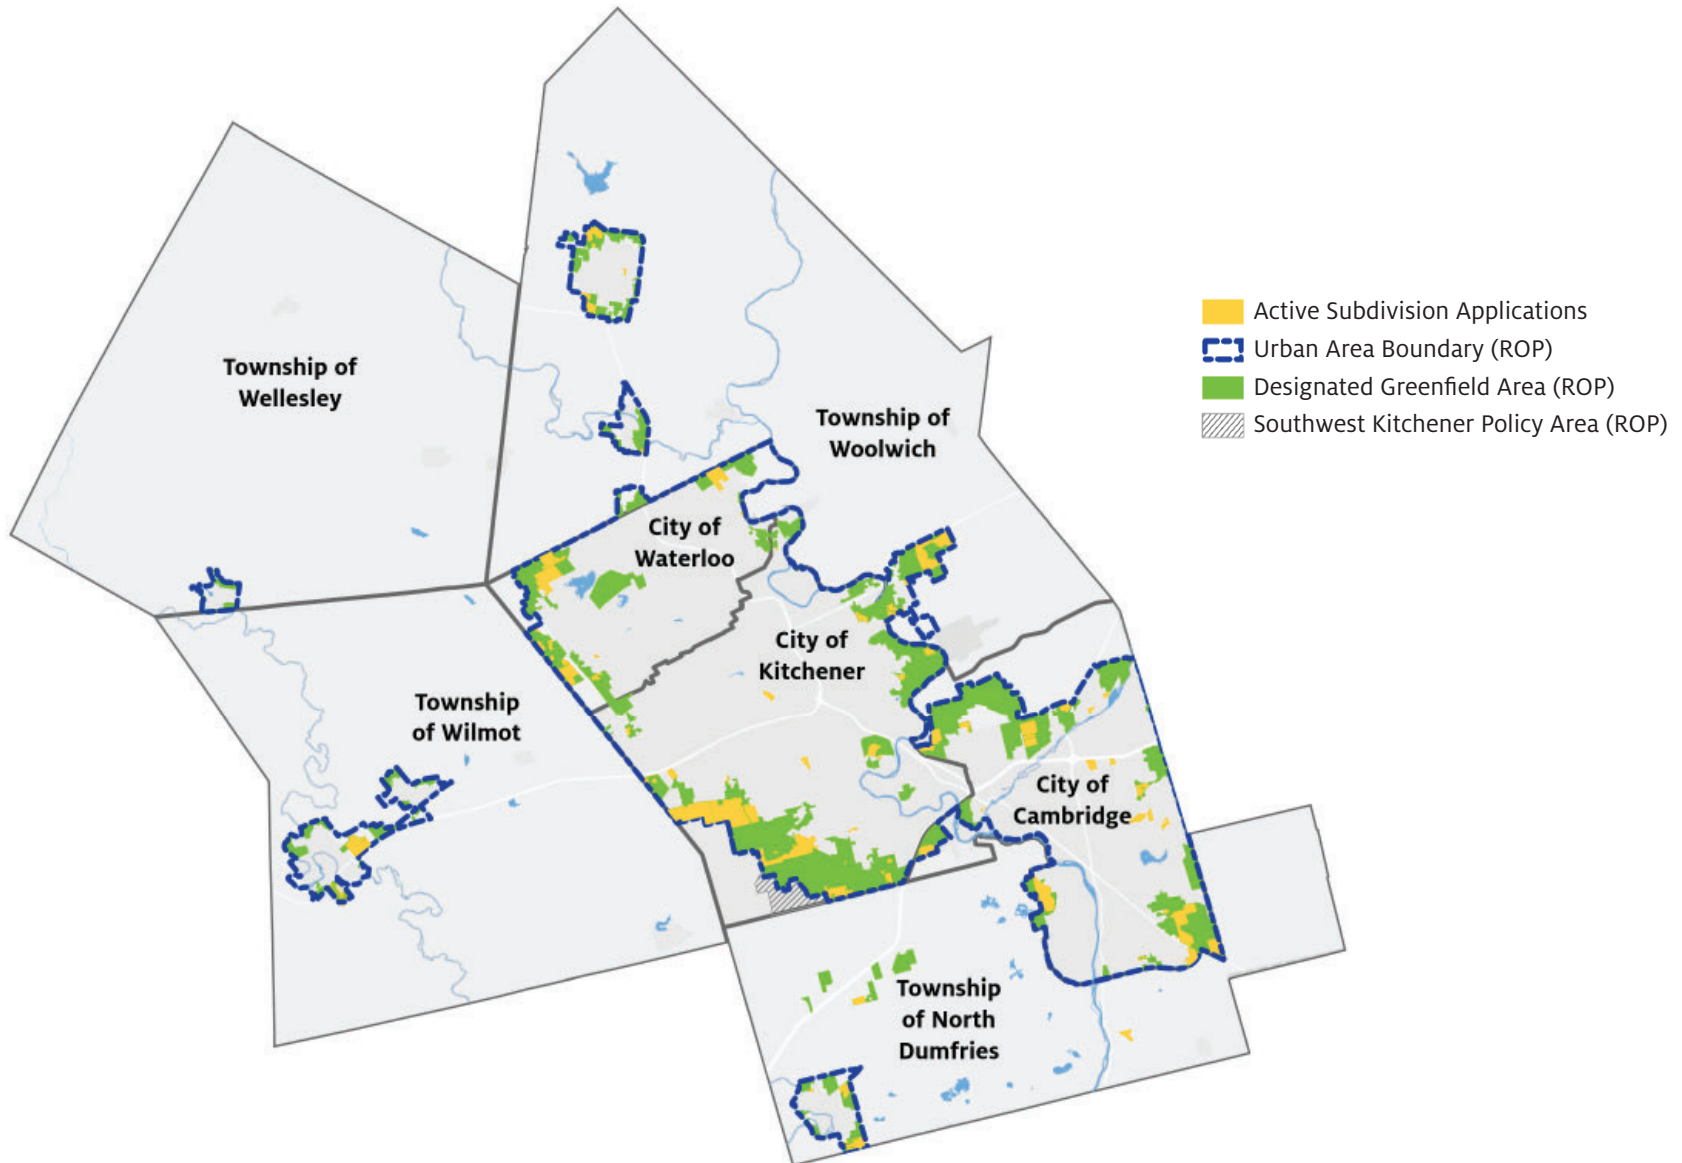 Township of
Wellesley
Township of
Woolwich
City of
Waterloo
City of
Kitchener
Township
of Wilmot
City of
Cambridge
Township
of North
Dumfries
Active Subdivision Applications
Urban Area Boundary (ROP)
Designated Greenfield Area (ROP)
Southwest Kitchener Policy Area (ROP)